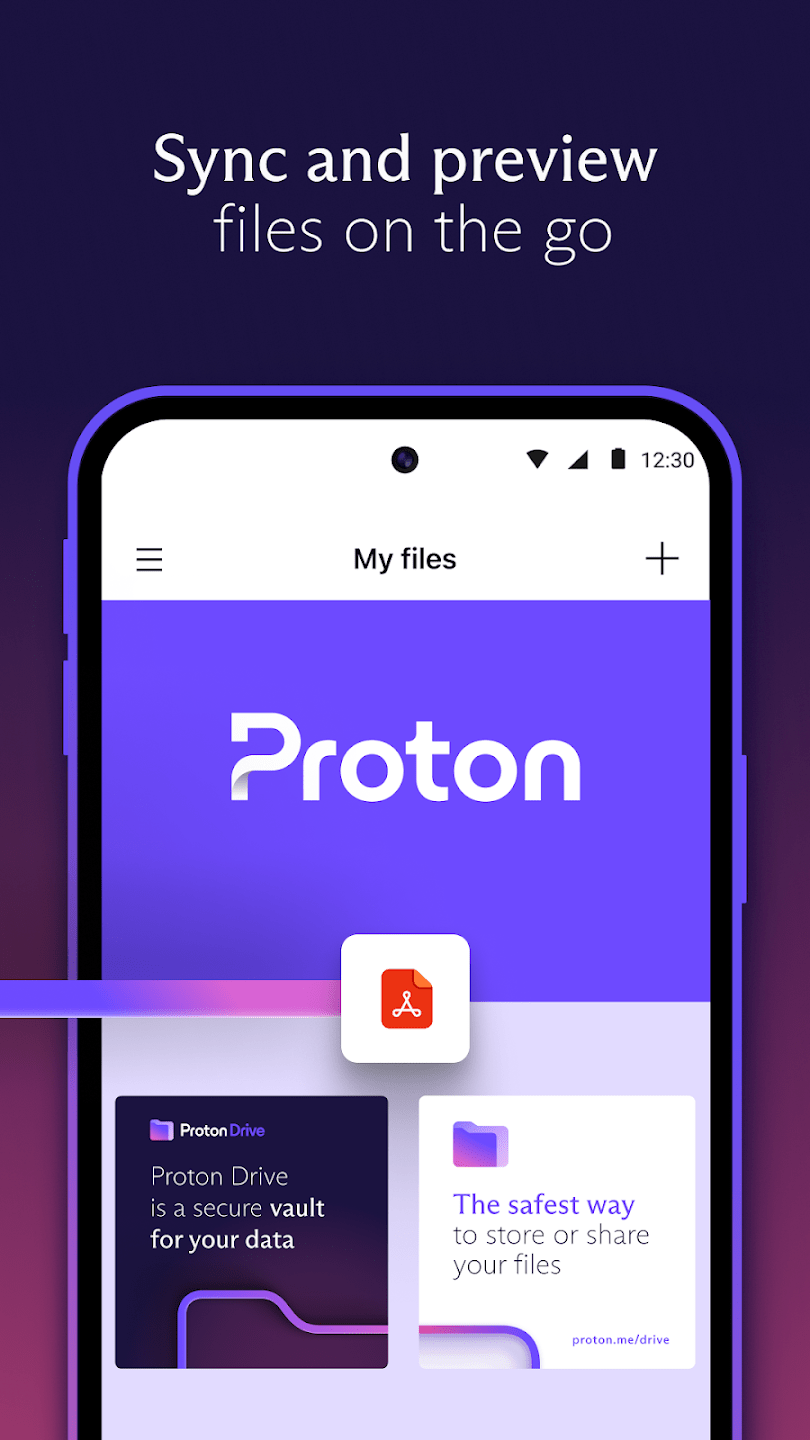 Sync and preview
files on the go
12:30
My files
Proton
Proton Drive
Proton Drive
is a secure vault
for your data
The safest way
to store or share
your files
proton.me/drive